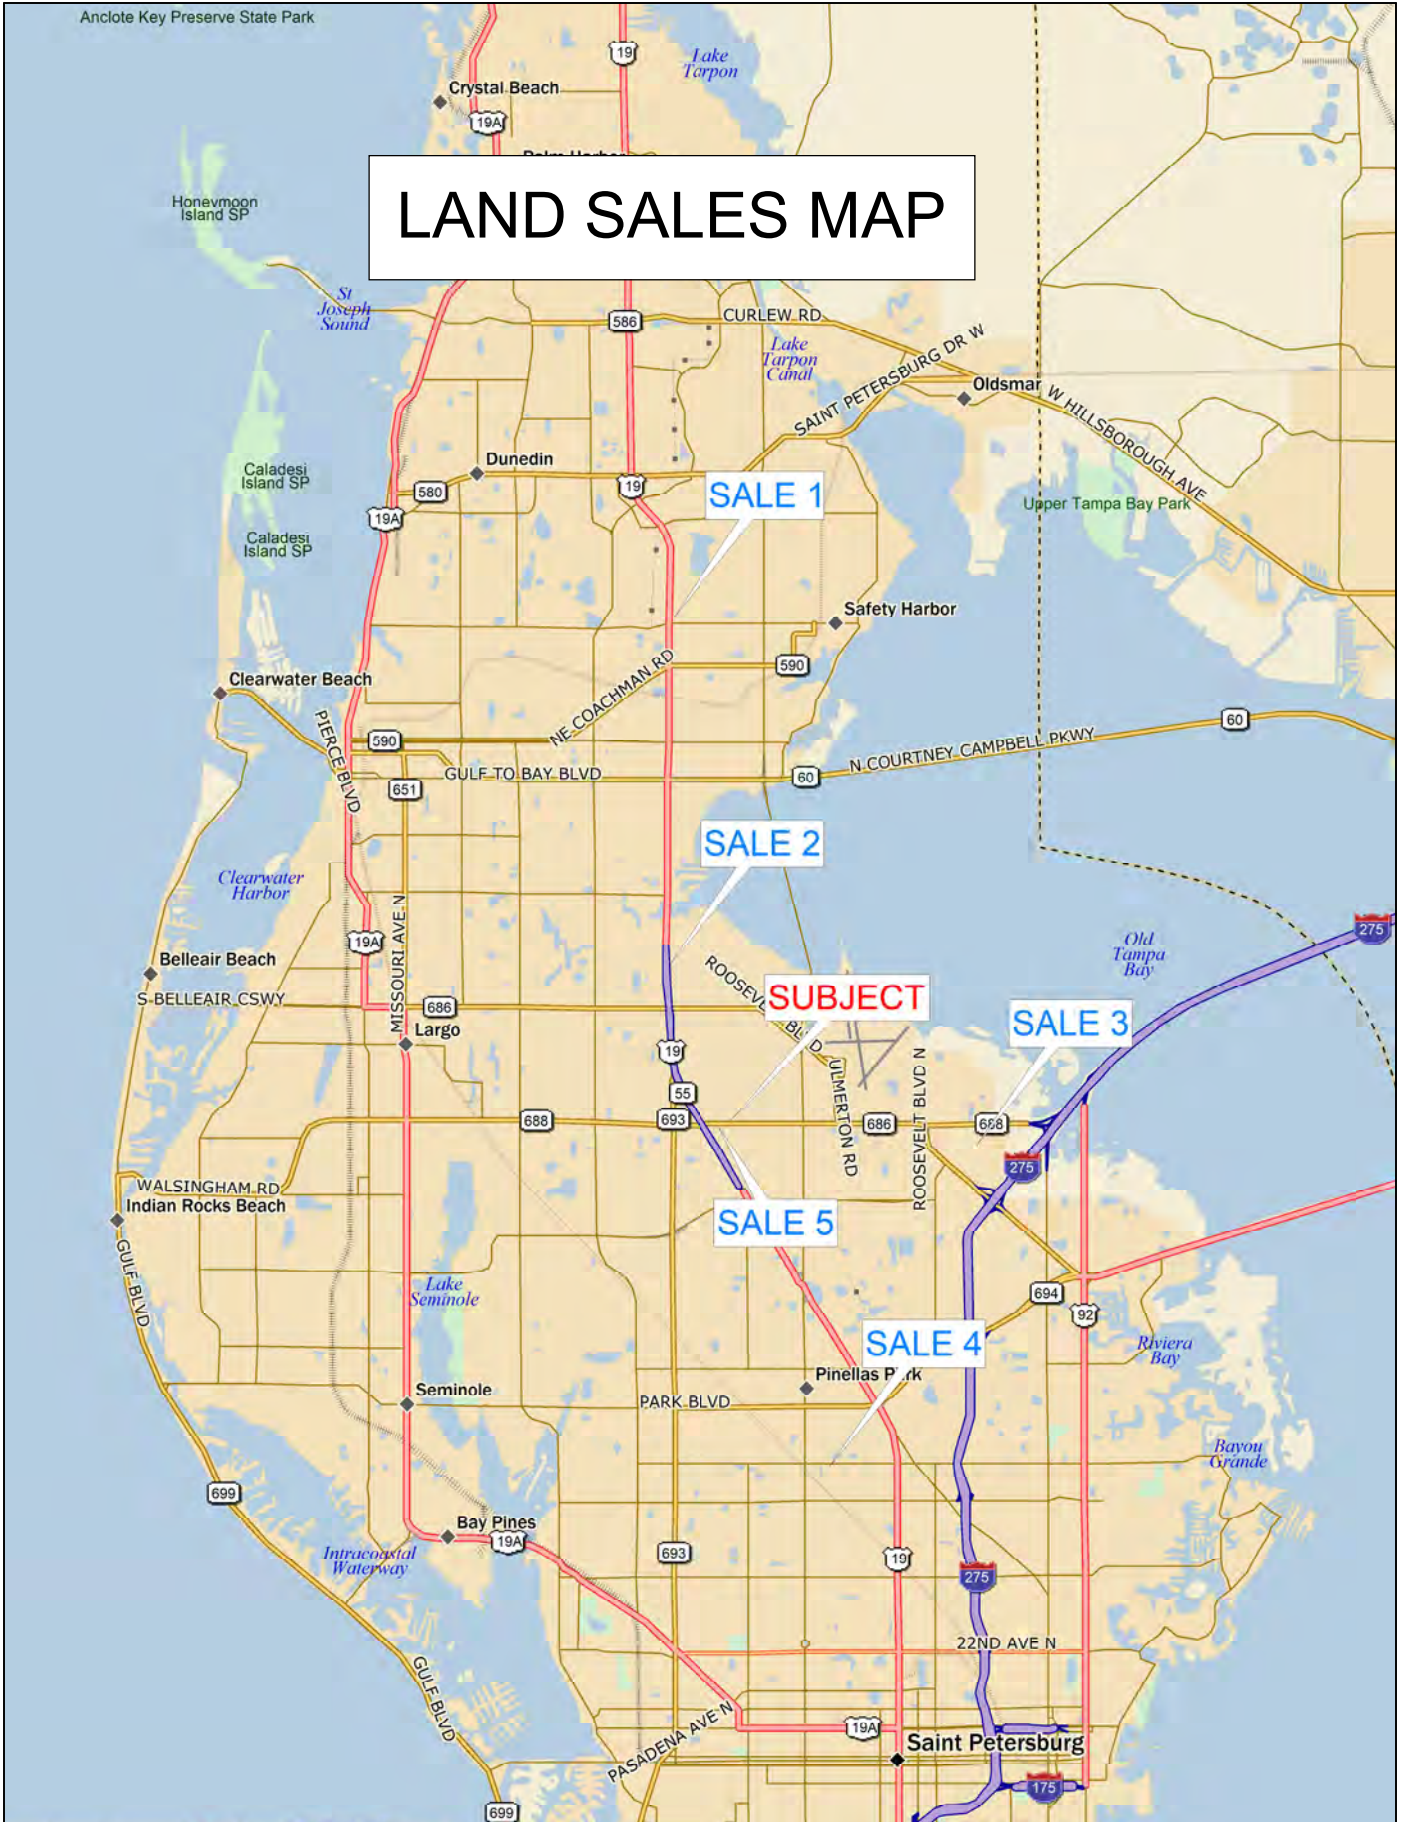 Anclote Key Preserve State Park
19
Lake
Tarpon
Crystal Beach
19A
Palm Harbor
LAND SALES MAP
Honeymoon
Island SP
St
Joseph
Sound
586
CURLEW RD
Lake
Tarpon
Canal
SAINT PETERSBURG DR W
Oldsmar
W HILLSBOROUGH AVE
Dunedin
580
19
19A
SALE 1
Caladesi
Island SP
Upper Tampa Bay Park
Caladesi
Island SP
Safety Harbor
590
NE COACHMAN RD
Clearwater Beach
PIERCE BLVD
590
60
N COURTNEY CAMPBELL PKWY
GULF TO BAY BLVD
60
651
SALE 2
Clearwater
Harbor
MISSOURI AVE N
19A
275
Old
Tampa
Bay
Belleair Beach
ROOSEVELT BLVD
SUBJECT
S BELLEAIR CSWY
686
SALE 3
Largo
19
ULMERTON RD
ROOSEVELT BLVD N
55
688
693
686
688
275
WALSINGHAM RD
Indian Rocks Beach
SALE 5
GULF BLVD
Lake
Seminole
694
92
SALE 4
Riviera
Bay
Pinellas Park
Seminole
PARK BLVD
Bayou
Grande
699
Bay Pines
19A
Intracoastal
Waterway
693
19
275
22ND AVE N
GULF BLVD
PASADENA AVE N
19A
Saint Petersburg
175
699